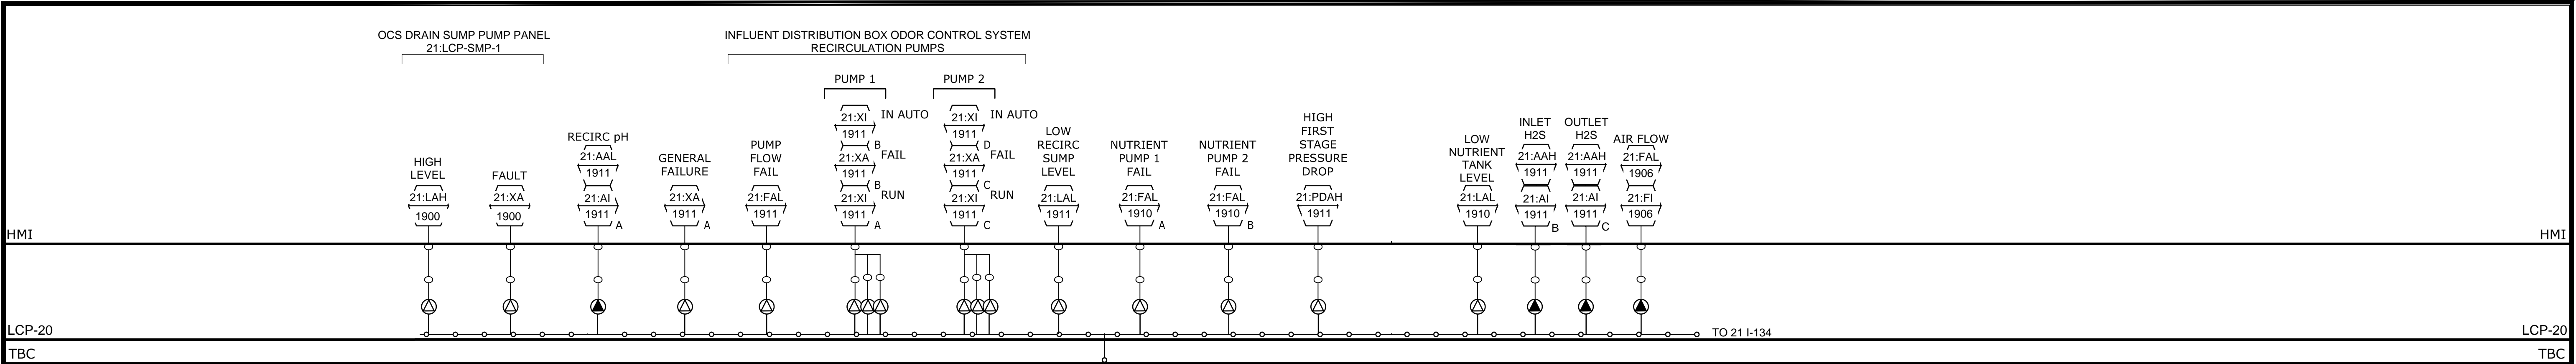 OCS DRAIN SUMP PUMP PANEL
21:LCP-SMP-1
HIGH
LEVEL
21:LAH
1900
FAULT
21:XA
1900
RECIRC pH
21:AAL
1911
21:AI
1911
A
GENERAL
FAILURE
21:XA
1911
A
INFLUENT DISTRIBUTION BOX ODOR CONTROL SYSTEM
RECIRCULATION PUMPS
PUMP
FLOW
FAIL
21:FAL
1911
PUMP 1
21:XI
IN AUTO
1911
B
21:XA
FAIL
1911
B
21:XI
RUN
1911
A
PUMP 2
21:XI
IN AUTO
1911
D
21:XA
FAIL
1911
C
21:XI
RUN
1911
C
LOW
RECIRC
SUMP
LEVEL
21:LAL
1911
NUTRIENT
PUMP 1
FAIL
21:FAL
1910
A
NUTRIENT
PUMP 2
FAIL
21:FAL
1910
B
HIGH
FIRST
STAGE
PRESSURE
DROP
21:PDAH
1911
LOW
NUTRIENT
TANK
LEVEL
21:LAL
1910
INLET
H2S
21:AAH
1911
21:AI
1911
B
OUTLET
H2S
21:AAH
1911
21:AI
1911
C
AIR FLOW
21:FAL
1906
21:FI
1906
HMI
HMI
TO 21 I-134
LCP-20
LCP-20
TBC
TBC